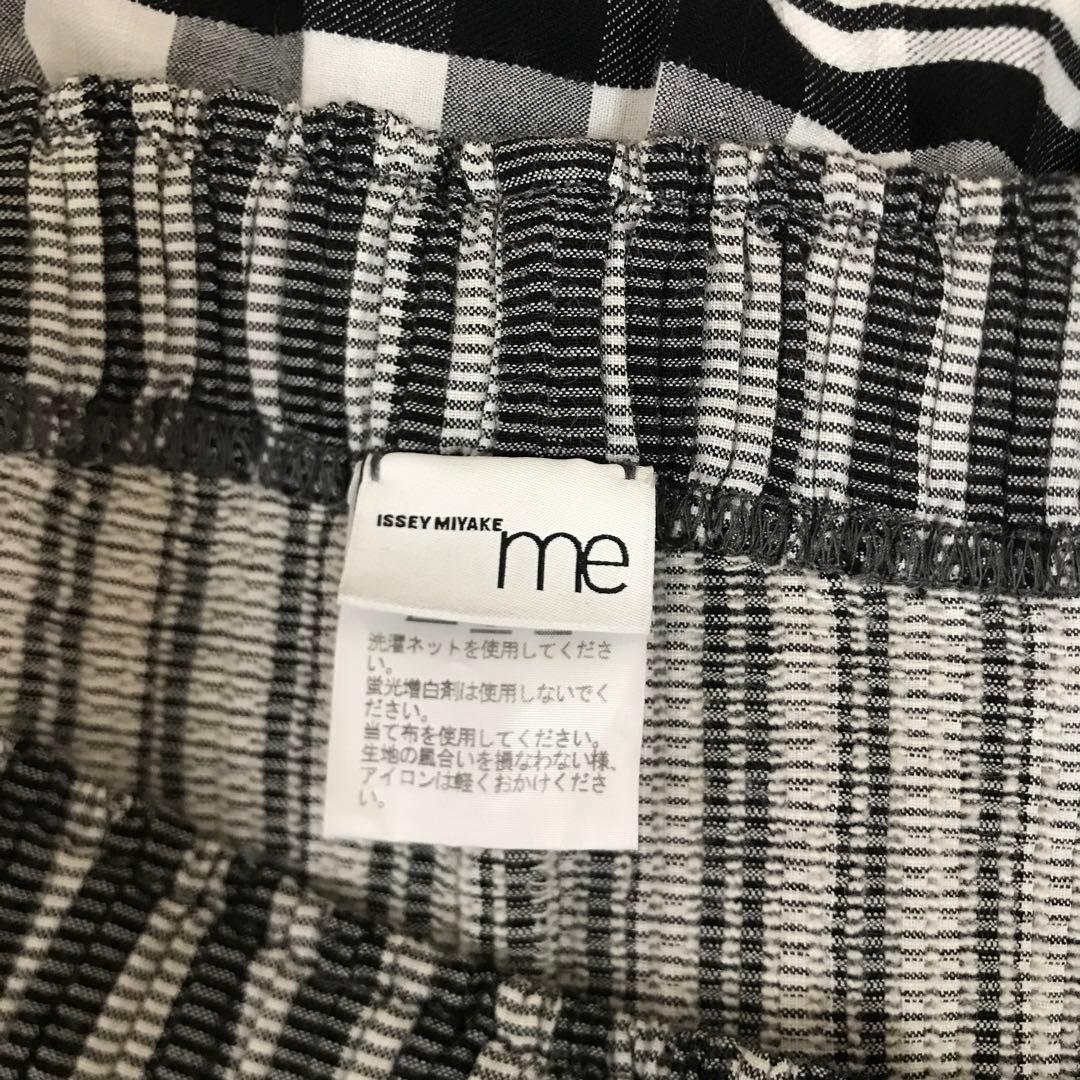 ISSEY MIYAKE
me
洗濯ネットを使用してくださ
い。
蛍光増白剤は使用しないでく
ださい。
当て布を使用してください。
生地の風合いを損なわない様、
アイロンは軽くおかけくださ
い。